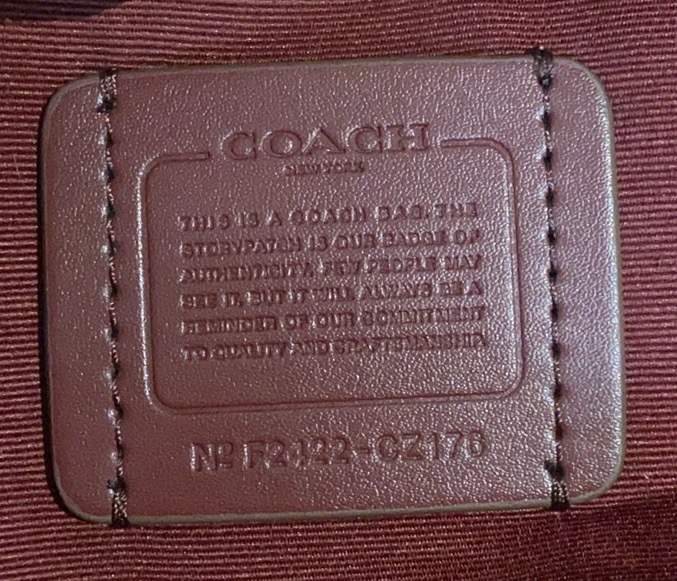 COACH
NEW YORK
THIS IS A COACH BAG. THE
STORYPATCH IS OUR BADGE OF
AUTHENTICITY. FEW PEOPLE MAY
SEE IT, BUT IT WILL ALWAYS BE A
REMINDER OF OUR COMMITMENT
TO QUALITY AND CRAFTSMANSHIP.
Nº F2422-CZ176